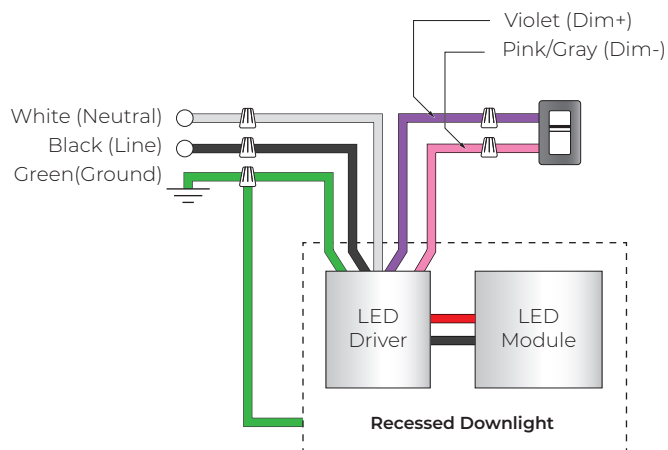 Violet (Dim+)
Pink/Gray (Dim-)
White (Neutral)
Black (Line)
Green(Ground)
LED
Driver
LED
Module
Recessed Downlight